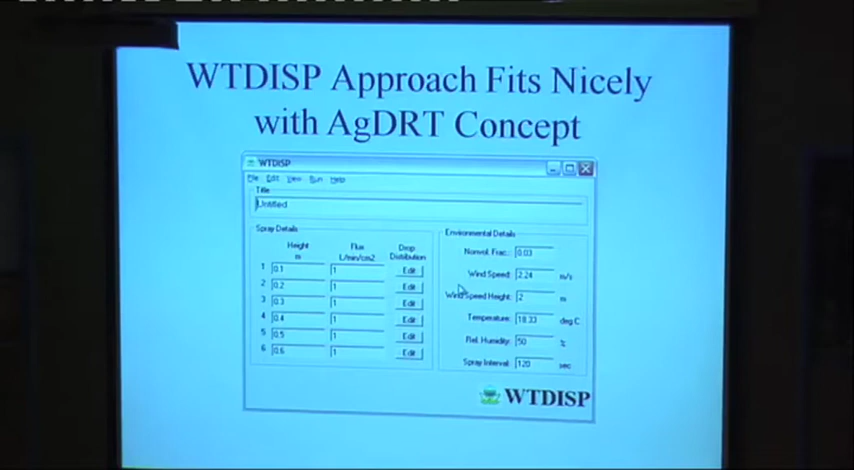 WTDISP Approach Fits Nicely
with AgDRT Concept
WTDISP
File Edit View Run Help
Title
Untitled
Spray Details
Height Flux Drop
m L/min/cm2 Distribution
1 0.1 1 Edit
2 0.2 1 Edit
3 0.3 1 Edit
4 0.4 1 Edit
5 0.5 1 Edit
6 0.6 1 Edit
Environmental Details
Nonvol. Frac.: 0.03
Wind Speed: 2.24 m/s
Wind Speed Height: 2 m
Temperature: 18.33 deg C
Rel. Humidity: 50 %
Spray Interval: 120 sec
WTDISP